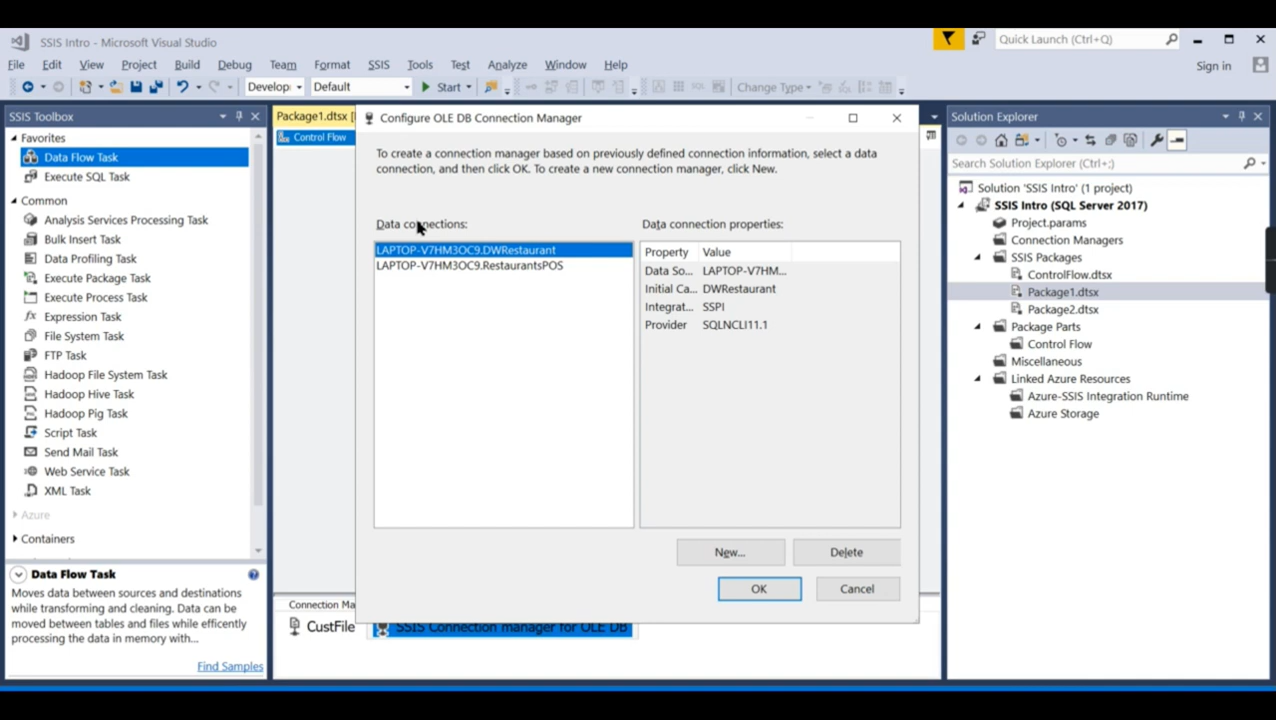 SSIS Intro - Microsoft Visual Studio
Quick Launch (Ctrl+Q)
File Edit View Project Build Debug Team Format SSIS Tools Test Analyze Window Help
Sign in
Develop Default Start Change Type
SSIS Toolbox
Favorites
Data Flow Task
Execute SQL Task
Common
Analysis Services Processing Task
Bulk Insert Task
Data Profiling Task
Execute Package Task
Execute Process Task
Expression Task
File System Task
FTP Task
Hadoop File System Task
Hadoop Hive Task
Hadoop Pig Task
Script Task
Send Mail Task
Web Service Task
XML Task
Azure
Containers
Data Flow Task
Moves data between sources and destinations
while transforming and cleaning. Data can be
moved between tables and files while efficently
processing the data in memory with...
Find Samples
Package1.dtsx [
Control Flow
Configure OLE DB Connection Manager
To create a connection manager based on previously defined connection information, select a data
connection, and then click OK. To create a new connection manager, click New.
Data connections:
LAPTOP-V7HM3OC9.DWRestaurant
LAPTOP-V7HM3OC9.RestaurantsPOS
Data connection properties:
Property Value
Data So... LAPTOP-V7HM...
Initial Ca... DWRestaurant
Integrat... SSPI
Provider SQLNCLI11.1
New... Delete
OK Cancel
Connection Ma
CustFile SSIS Connection manager for OLE DB
Solution Explorer
Search Solution Explorer (Ctrl+;)
Solution 'SSIS Intro' (1 project)
SSIS Intro (SQL Server 2017)
Project.params
Connection Managers
SSIS Packages
ControlFlow.dtsx
Package1.dtsx
Package2.dtsx
Package Parts
Control Flow
Miscellaneous
Linked Azure Resources
Azure-SSIS Integration Runtime
Azure Storage